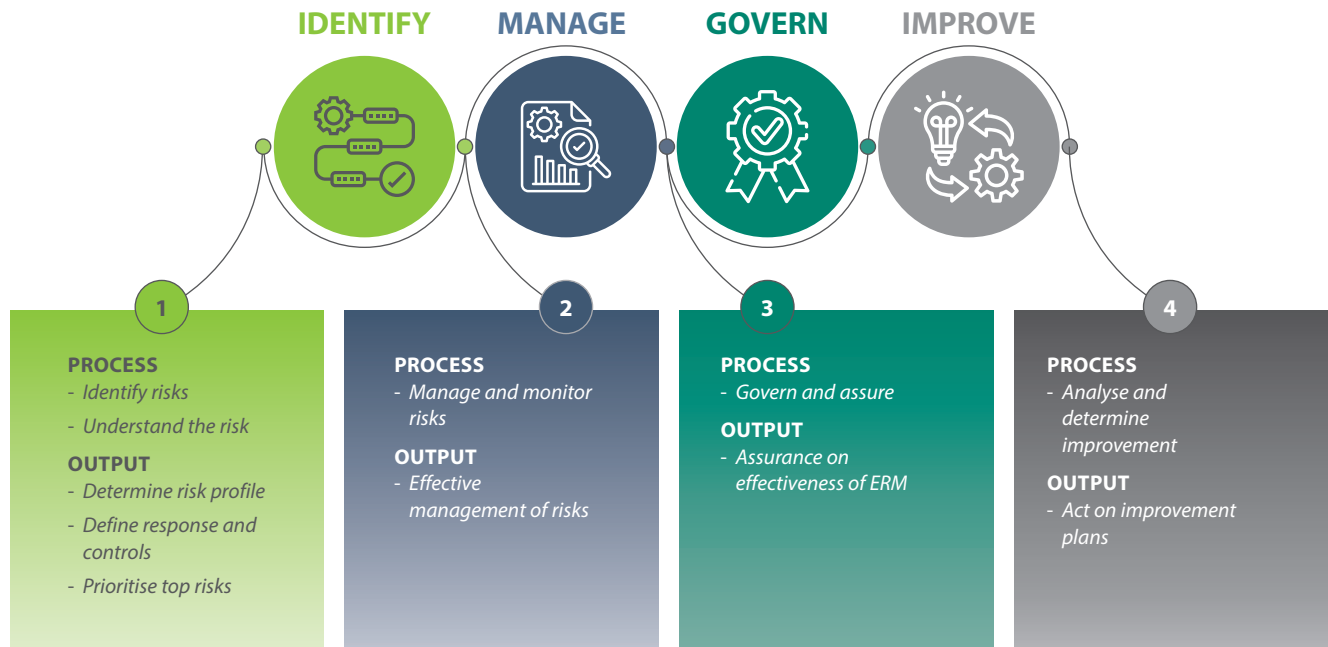 IDENTIFY
MANAGE
GOVERN
IMPROVE
1
PROCESS
- Identify risks
- Understand the risk
OUTPUT
- Determine risk profile
- Define response and
controls
- Prioritise top risks
2
PROCESS
- Manage and monitor
risks
OUTPUT
- Effective
management of risks
3
PROCESS
- Govern and assure
OUTPUT
- Assurance on
effectiveness of ERM
4
PROCESS
- Analyse and
determine
improvement
OUTPUT
- Act on improvement
plans